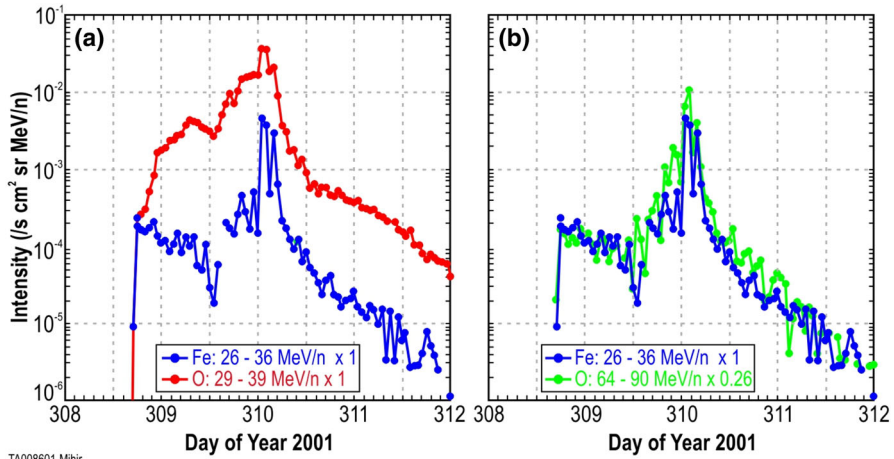 (a)
(b)
Intensity (/s cm² sr MeV/n)
10⁻¹
10⁻²
10⁻³
10⁻⁴
10⁻⁵
10⁻⁶
Fe: 26 - 36 MeV/n x 1
O: 29 - 39 MeV/n x 1
Fe: 26 - 36 MeV/n x 1
O: 64 - 90 MeV/n x 0.26
308 309 310 311 312
308 309 310 311 312
Day of Year 2001
Day of Year 2001
TA008601 Mihir